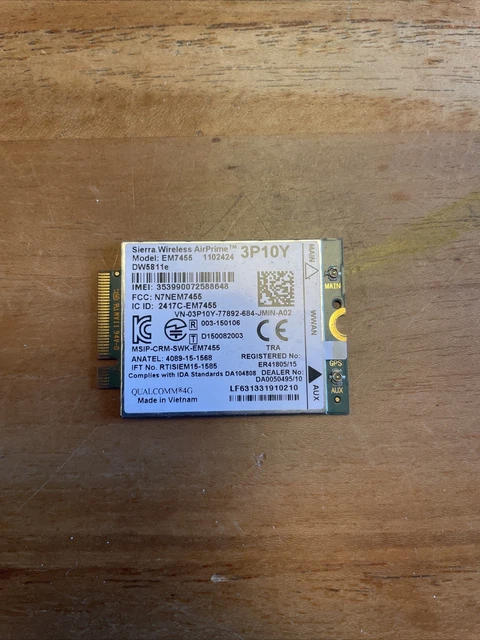 Sierra Wireless AirPrime™ 3P10Y
Model: EM7455 1102424
DW5811e
IMEI: 353990072588648
FCC: N7NEM7455
IC ID: 2417C-EM7455
VN-03P10Y-77892-684-JMIN-A02
R 003-150106
T D150082003
MSIP-CRM-SWK-EM7455
TRA
ANATEL: 4089-15-1568
REGISTERED No:
IFT No. RTISIEM15-1585
ER41805/15
Complies with IDA Standards DA104808
DEALER No:
DA0050495/10
QUALCOMM®4G
LF631331910210
Made in Vietnam
MAIN
WWAN
AUX
MAIN
GPS
AUX